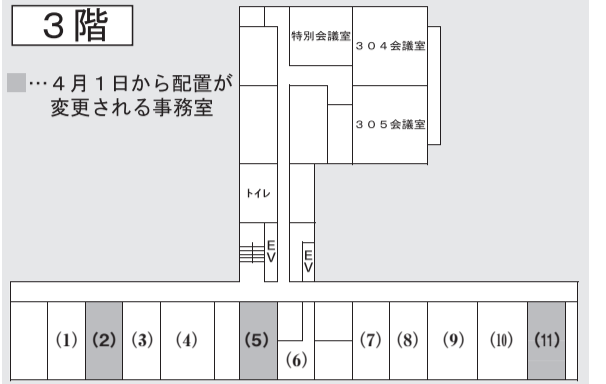 ３階
…４月１日から配置が
変更される事務室
特別会議室
３０４会議室
３０５会議室
トイレ
EV
EV
(1)
(2)
(3)
(4)
(5)
(6)
(7)
(8)
(9)
(10)
(11)